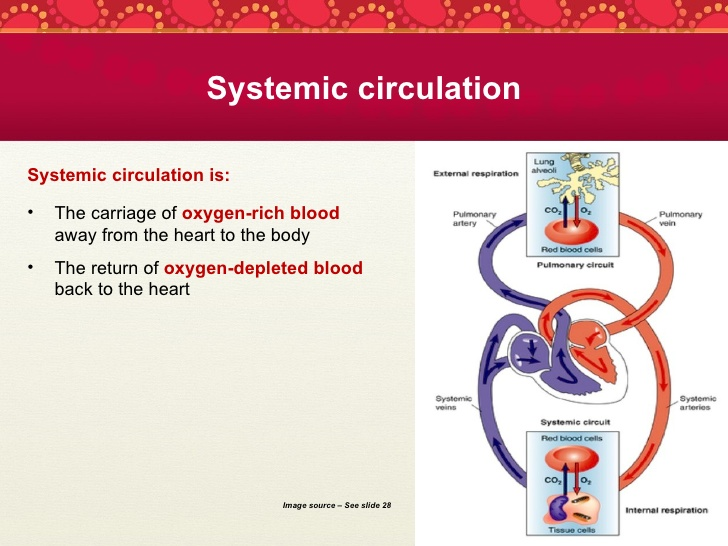 Systemic circulation
Systemic circulation is:
• The carriage of oxygen-rich blood
away from the heart to the body
• The return of oxygen-depleted blood
back to the heart
Image source – See slide 28
Lung
alveoli
External respiration
CO2 O2
Pulmonary
artery
Pulmonary
vein
Red blood cells
Pulmonary circuit
Systemic
veins
Systemic
arteries
Systemic circuit
Red blood cells
CO2 O2
Internal respiration
Tissue cells